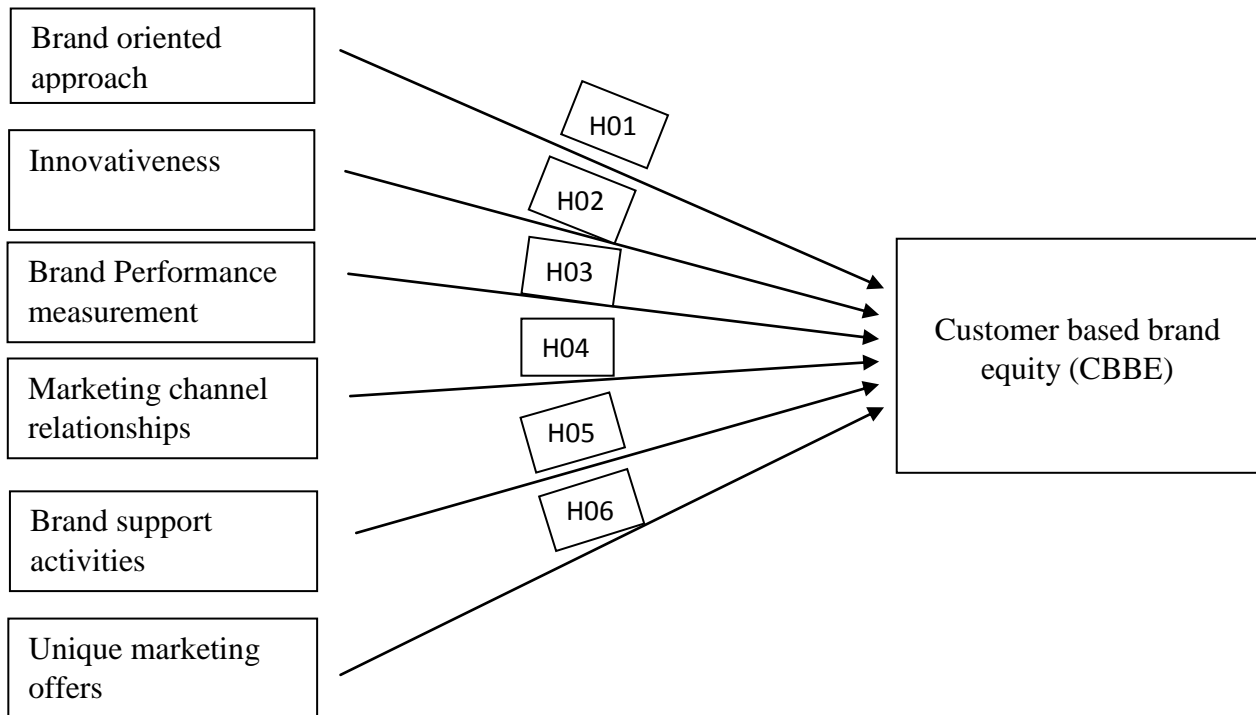 Brand oriented
approach
H01
Innovativeness
H02
Brand Performance
measurement
H03
Marketing channel
relationships
H04
Brand support
activities
H05
Unique marketing
offers
H06
Customer based brand
equity (CBBE)